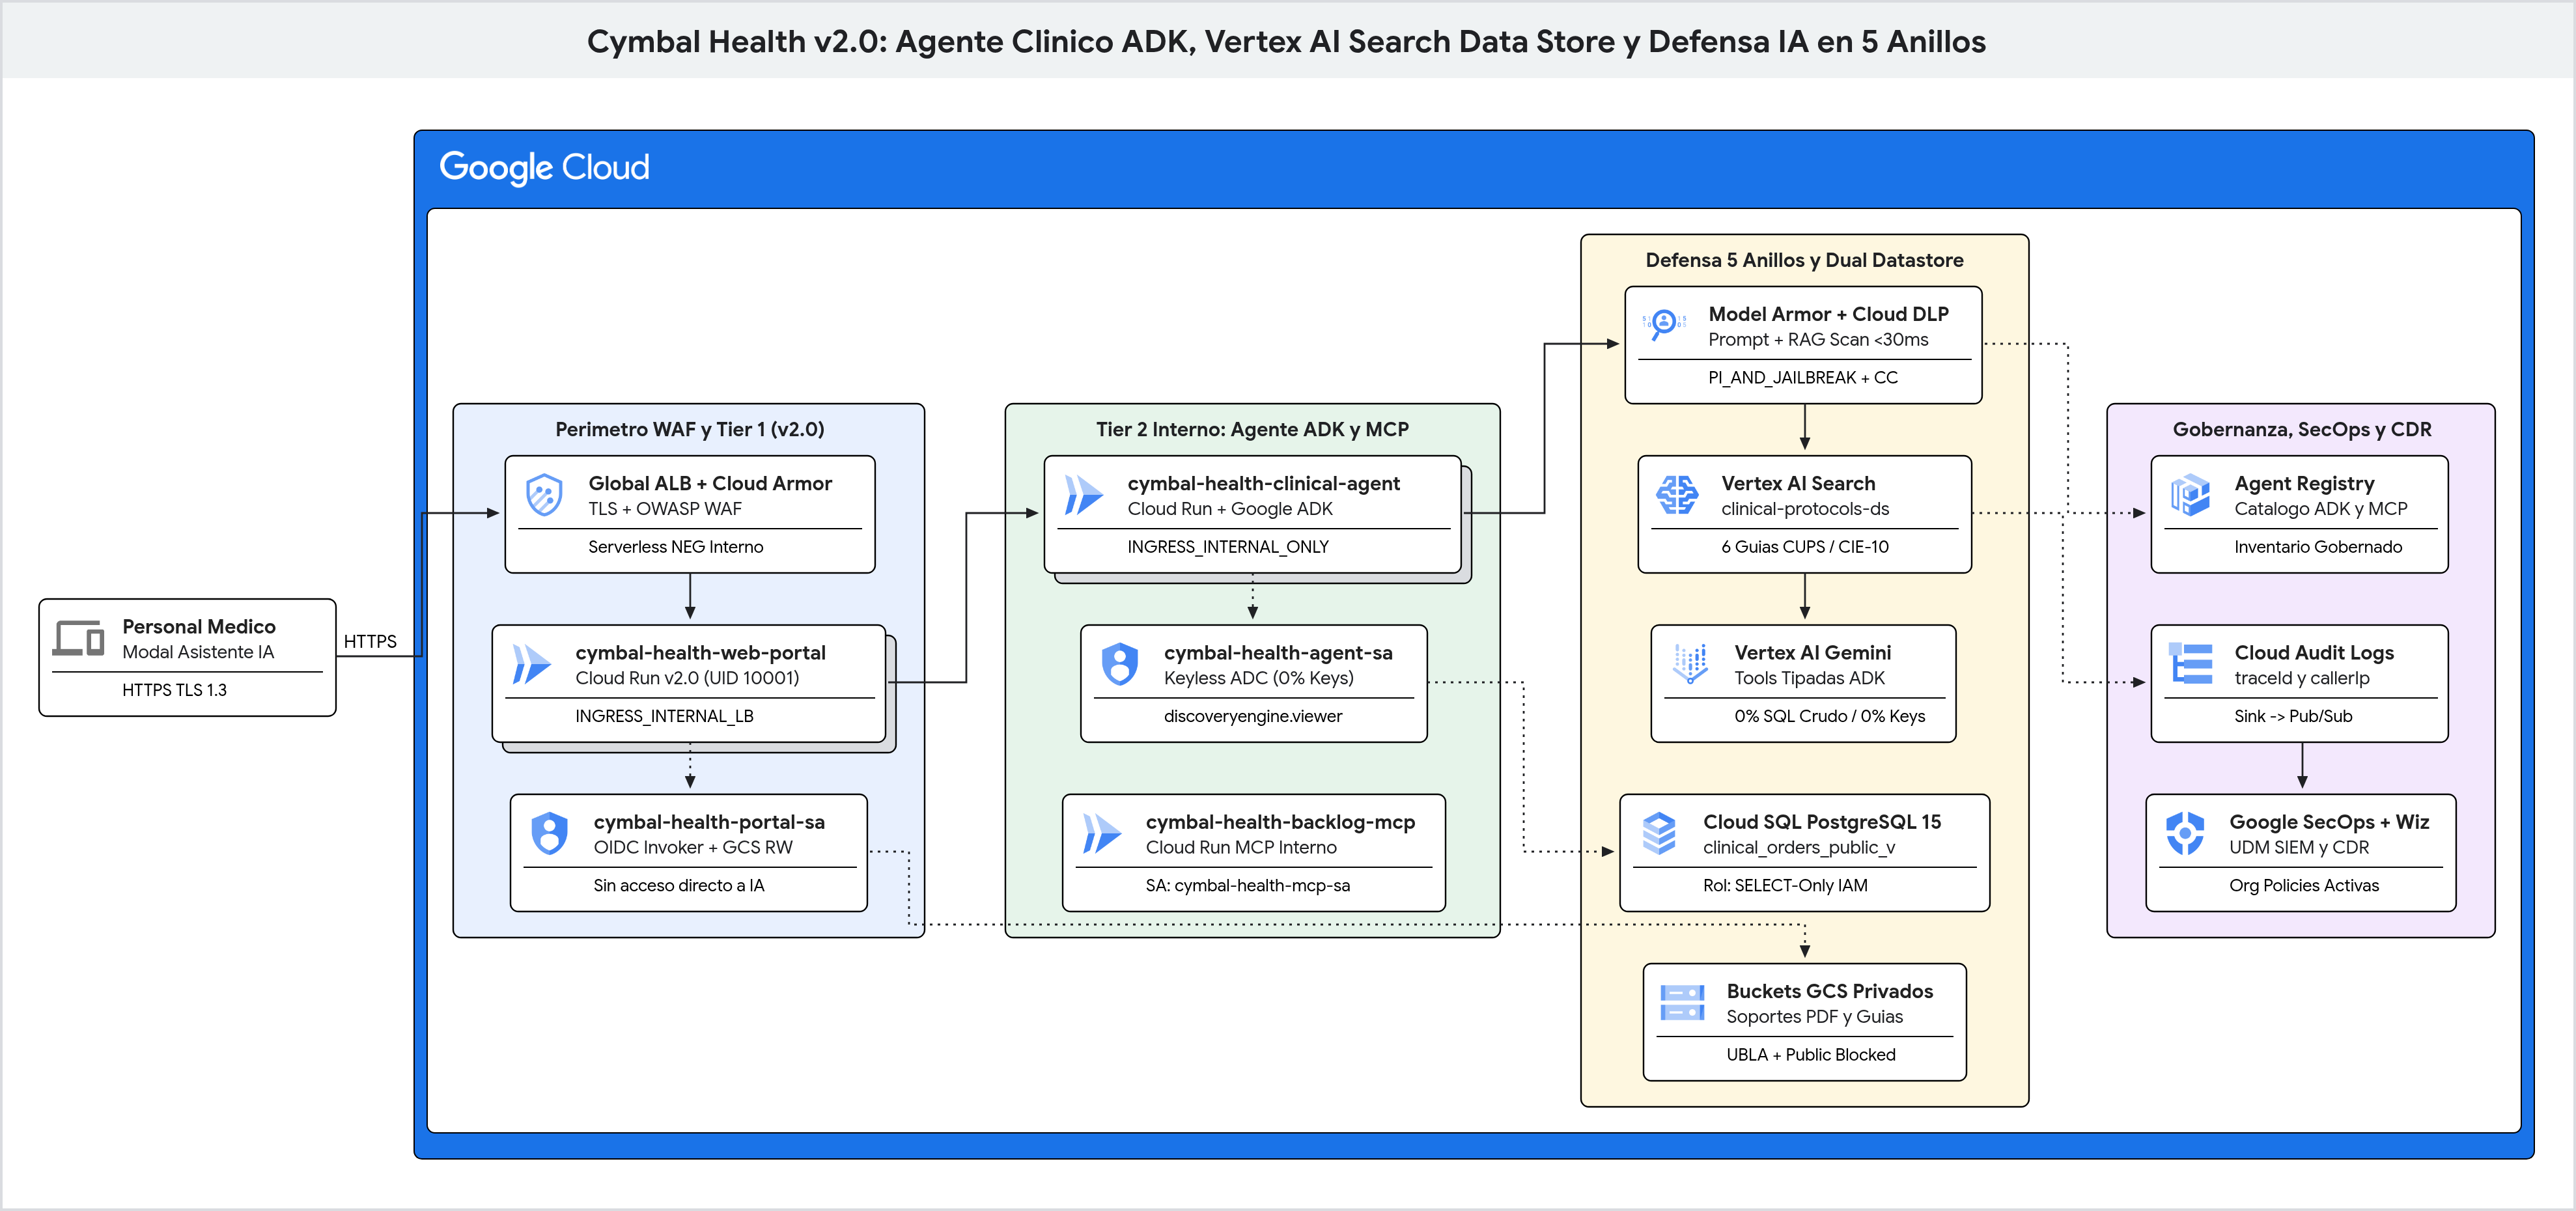 Cymbal Health v2.0: Agente Clinico ADK, Vertex AI Search Data Store y Defensa IA en 5 Anillos
Google Cloud
Personal Medico
Modal Asistente IA
HTTPS TLS 1.3
HTTPS
Perimetro WAF y Tier 1 (v2.0)
Global ALB + Cloud Armor
TLS + OWASP WAF
Serverless NEG Interno
cymbal-health-web-portal
Cloud Run v2.0 (UID 10001)
INGRESS_INTERNAL_LB
cymbal-health-portal-sa
OIDC Invoker + GCS RW
Sin acceso directo a IA
Tier 2 Interno: Agente ADK y MCP
cymbal-health-clinical-agent
Cloud Run + Google ADK
INGRESS_INTERNAL_ONLY
cymbal-health-agent-sa
Keyless ADC (0% Keys)
discoveryengine.viewer
cymbal-health-backlog-mcp
Cloud Run MCP Interno
SA: cymbal-health-mcp-sa
Defensa 5 Anillos y Dual Datastore
Model Armor + Cloud DLP
Prompt + RAG Scan <30ms
PI_AND_JAILBREAK + CC
Vertex AI Search
clinical-protocols-ds
6 Guias CUPS / CIE-10
Vertex AI Gemini
Tools Tipadas ADK
0% SQL Crudo / 0% Keys
Cloud SQL PostgreSQL 15
clinical_orders_public_v
Rol: SELECT-Only IAM
Buckets GCS Privados
Soportes PDF y Guias
UBLA + Public Blocked
Gobernanza, SecOps y CDR
Agent Registry
Catalogo ADK y MCP
Inventario Gobernado
Cloud Audit Logs
traceId y callerIp
Sink -> Pub/Sub
Google SecOps + Wiz
UDM SIEM y CDR
Org Policies Activas